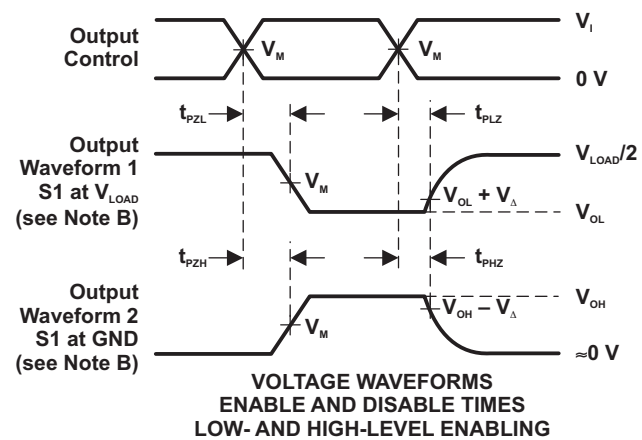 Output
Control
V_M
V_M
V_I
0 V
t_PZL
t_PLZ
Output
Waveform 1
S1 at V_LOAD
(see Note B)
V_M
V_OL + V_Δ
V_LOAD/2
V_OL
t_PZH
t_PHZ
Output
Waveform 2
S1 at GND
(see Note B)
V_M
V_OH – V_Δ
V_OH
≈0 V
VOLTAGE WAVEFORMS
ENABLE AND DISABLE TIMES
LOW- AND HIGH-LEVEL ENABLING